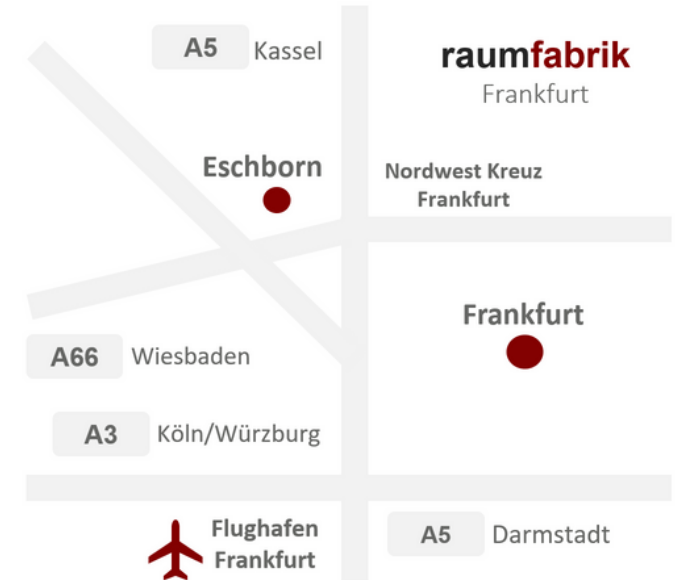 A5 Kassel
raumfabrik
Frankfurt
Eschborn
Nordwest Kreuz
Frankfurt
Frankfurt
A66 Wiesbaden
A3 Köln/Würzburg
Flughafen
Frankfurt
A5 Darmstadt